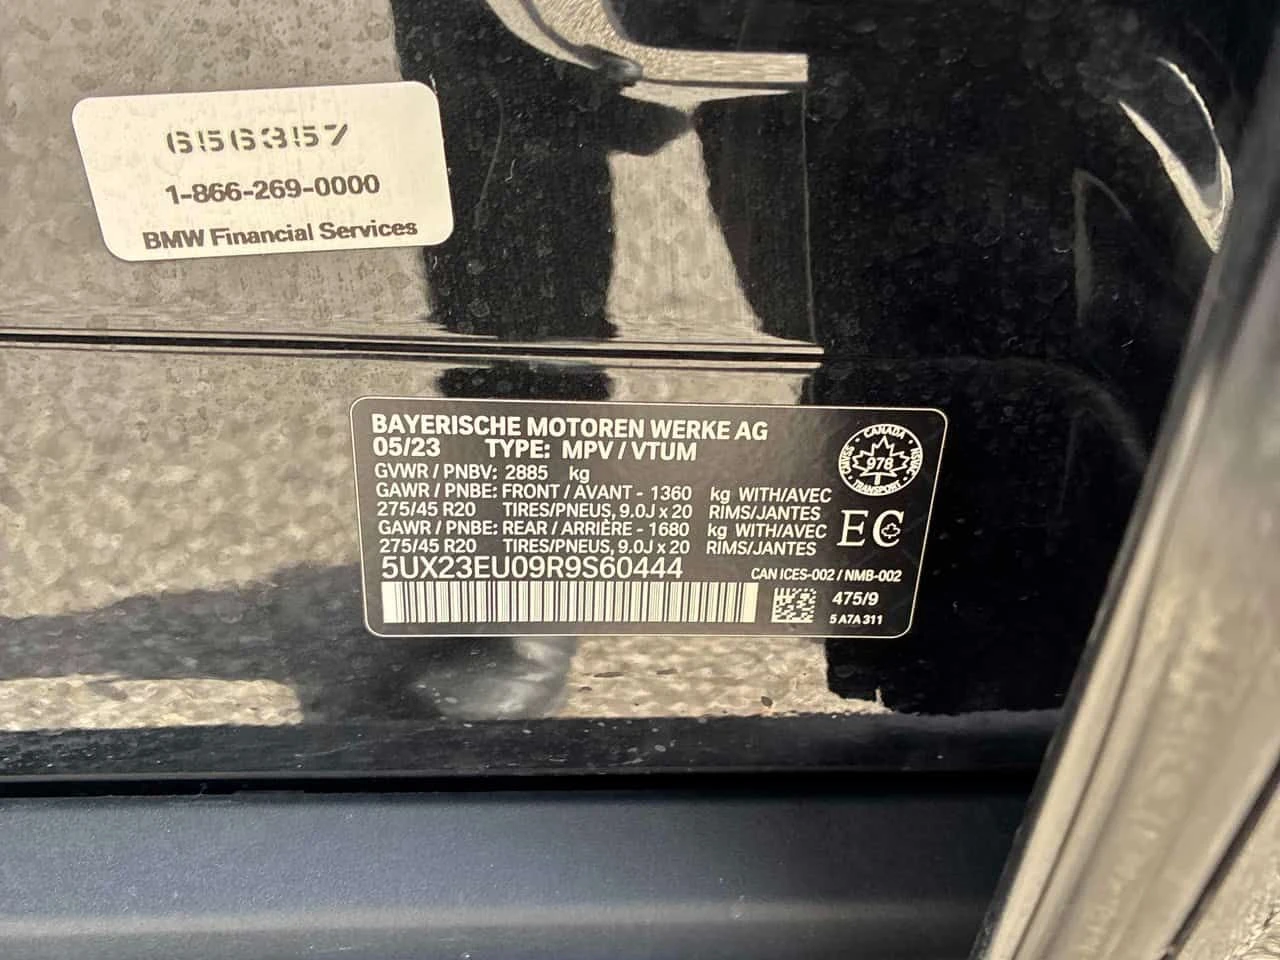 656357
1-866-269-0000
BMW Financial Services
BAYERISCHE MOTOREN WERKE AG
05/23 TYPE: MPV / VTUM
GVWR / PNBV: 2885 kg
GAWR / PNBE: FRONT / AVANT - 1360 kg WITH/AVEC
275/45 R20 TIRES/PNEUS, 9.0J x 20 RIMS/JANTES
GAWR / PNBE: REAR / ARRIÈRE - 1680 kg WITH/AVEC
275/45 R20 TIRES/PNEUS, 9.0J x 20 RIMS/JANTES
5UX23EU09R9S60444
CANADA
978
TRANSPORT
EC
CAN ICES-002 / NMB-002
475/9
5 A7A 311